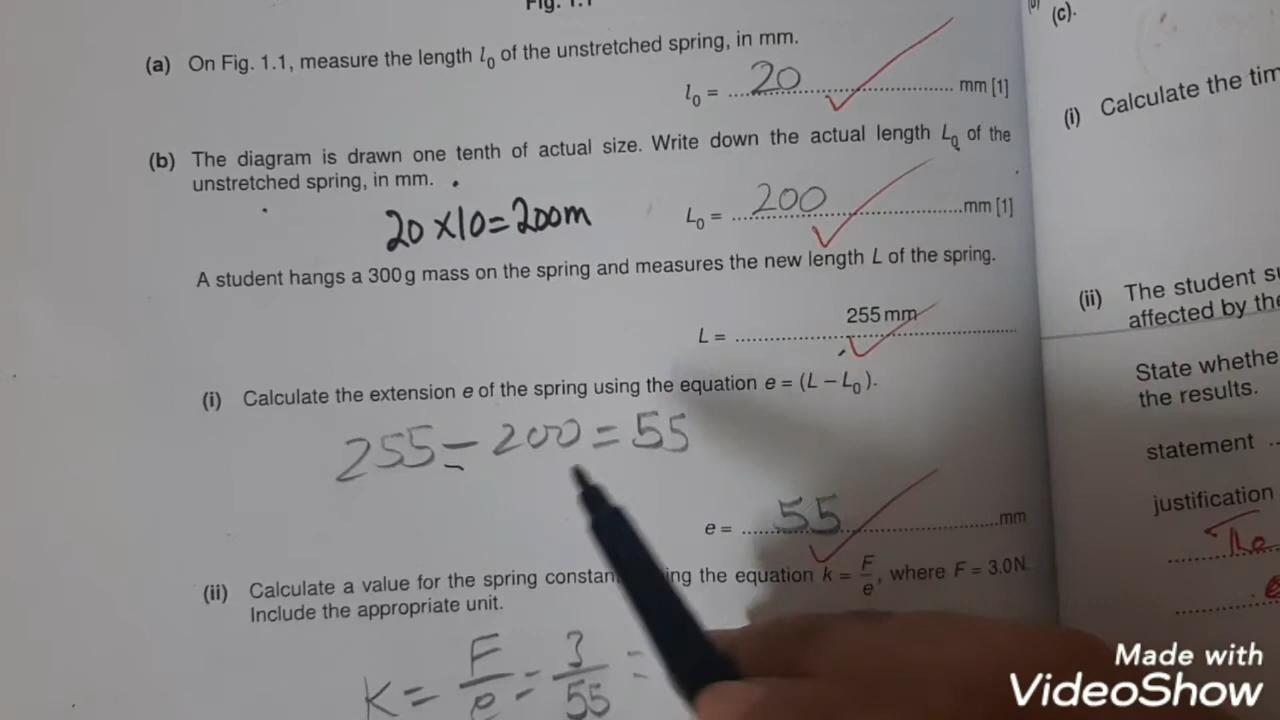 Fig. 1.1
(a) On Fig. 1.1, measure the length l0 of the unstretched spring, in mm.
l0 = 20 mm [1]
(b) The diagram is drawn one tenth of actual size. Write down the actual length L0 of the
unstretched spring, in mm.
20 x10=200m
L0 = 200 mm [1]
A student hangs a 300 g mass on the spring and measures the new length L of the spring.
L = 255 mm
(i) Calculate the extension e of the spring using the equation e = (L – L0).
255 - 200 = 55
e = 55 mm
(ii) Calculate a value for the spring ing the equation k = F/e, where F = 3.0N
Include the appropriate unit.
K = F/e = 3/55 =
(c).
(i) Calculate the tim
(ii) The student s
affected by the
State whethe
the results.
statement
justification
The
Made with
VideoShow